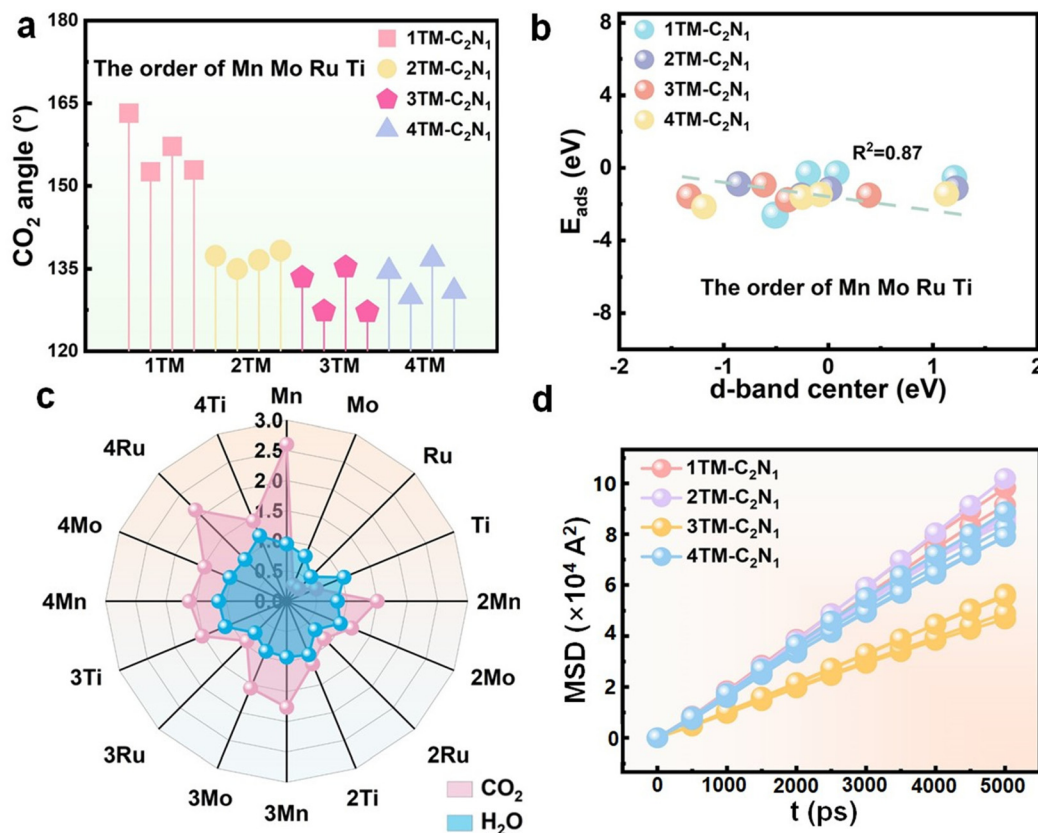 a
180
165
150
135
120
CO₂ angle (°)
The order of Mn Mo Ru Ti
1TM-C₂N₁
2TM-C₂N₁
3TM-C₂N₁
4TM-C₂N₁
1TM 2TM 3TM 4TM
b
8
4
0
-4
-8
E_ads (eV)
1TM-C₂N₁
2TM-C₂N₁
3TM-C₂N₁
4TM-C₂N₁
R²=0.87
The order of Mn Mo Ru Ti
-2 -1 0 1 2
d-band center (eV)
c
Mn
Mo
Ru
Ti
2Mn
2Mo
2Ru
2Ti
3Mn
3Mo
3Ru
3Ti
4Mn
4Mo
4Ru
4Ti
3.0
2.5
2.0
1.5
1.0
0.5
0.0
CO₂
H₂O
d
10
8
6
4
2
0
MSD (×10⁴ A²)
1TM-C₂N₁
2TM-C₂N₁
3TM-C₂N₁
4TM-C₂N₁
0 1000 2000 3000 4000 5000
t (ps)